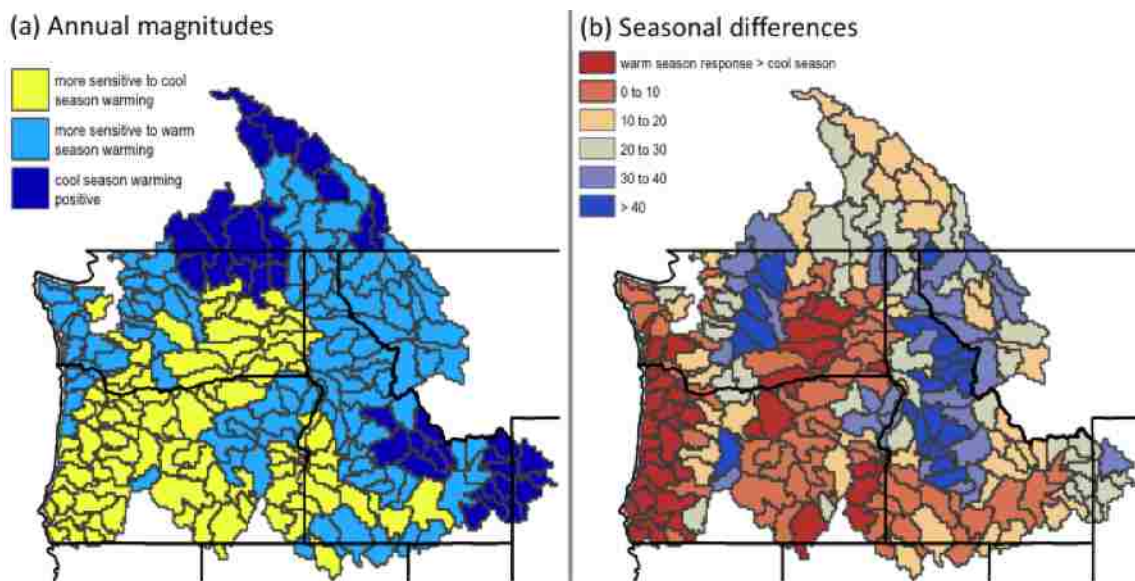 (a) Annual magnitudes
more sensitive to cool
season warming
more sensitive to warm
season warming
cool season warming
positive
(b) Seasonal differences
warm season response > cool season
0 to 10
10 to 20
20 to 30
30 to 40
> 40